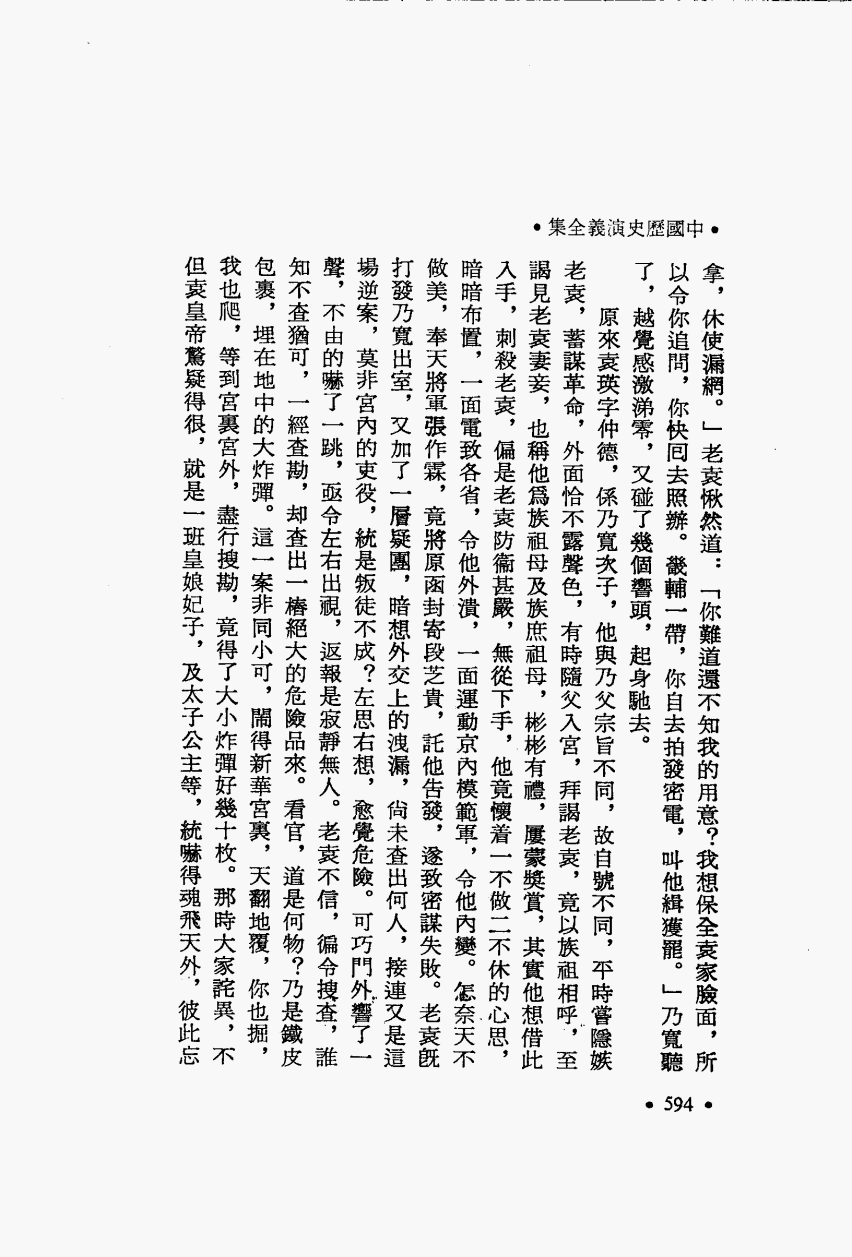 •中國歷史演義全集•
拿，休使漏網。」老袁愀然道：「你難道還不知我的用意？我想保全袁家臉面，所
以令你追問，你快回去照辦。畿輔一帶，你自去拍發密電，叫他緝獲罷。」乃寬聽
了，越覺感激涕零，又碰了幾個響頭，起身馳去。
原來袁瑛字仲德，係乃寬次子，他與乃父宗旨不同，故自號不同，平時嘗隱嫉
老袁，蓄謀革命，外面恰不露聲色，有時隨父入宮，拜謁老袁，竟以族祖相呼，至
謁見老袁妻妾，也稱他爲族祖母及族庶祖母，彬彬有禮，屢蒙獎賞，其實他想借此
入手，刺殺老袁，偏是老袁防衞甚嚴，無從下手，他竟懷着一不做二不休的心思，
暗暗布置，一面電致各省，令他外潰，一面運動京內模範軍，令他內變。怎奈天不
做美，奉天將軍張作霖，竟將原函封寄段芝貴，託他告發，遂致密謀失敗。老袁旣
打發乃寬出室，又加了一層疑團，暗想外交上的洩漏，尙未查出何人，接連又是這
場逆案，莫非宮內的吏役，統是叛徒不成？左思右想，愈覺危險。可巧門外響了一
聲，不由的嚇了一跳，亟令左右出視，返報是寂靜無人。老袁不信，徧令搜查，誰
知不查猶可，一經查勘，却查出一樁絕大的危險品來。看官，道是何物？乃是鐵皮
包裹，埋在地中的大炸彈。這一案非同小可，鬧得新華宮裏，天翻地覆，你也掘，
我也爬，等到宮裏宮外，盡行搜勘，竟得了大小炸彈好幾十枚。那時大家詫異，不
但袁皇帝驚疑得很，就是一班皇娘妃子，及太子公主等，統嚇得魂飛天外，彼此忘
•594•